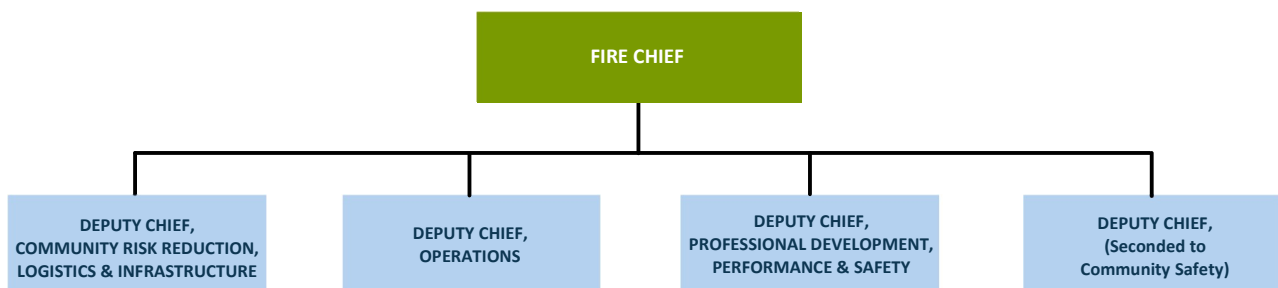 FIRE CHIEF
DEPUTY CHIEF,
COMMUNITY RISK REDUCTION,
LOGISTICS & INFRASTRUCTURE
DEPUTY CHIEF,
OPERATIONS
DEPUTY CHIEF,
PROFESSIONAL DEVELOPMENT,
PERFORMANCE & SAFETY
DEPUTY CHIEF,
(Seconded to
Community Safety)